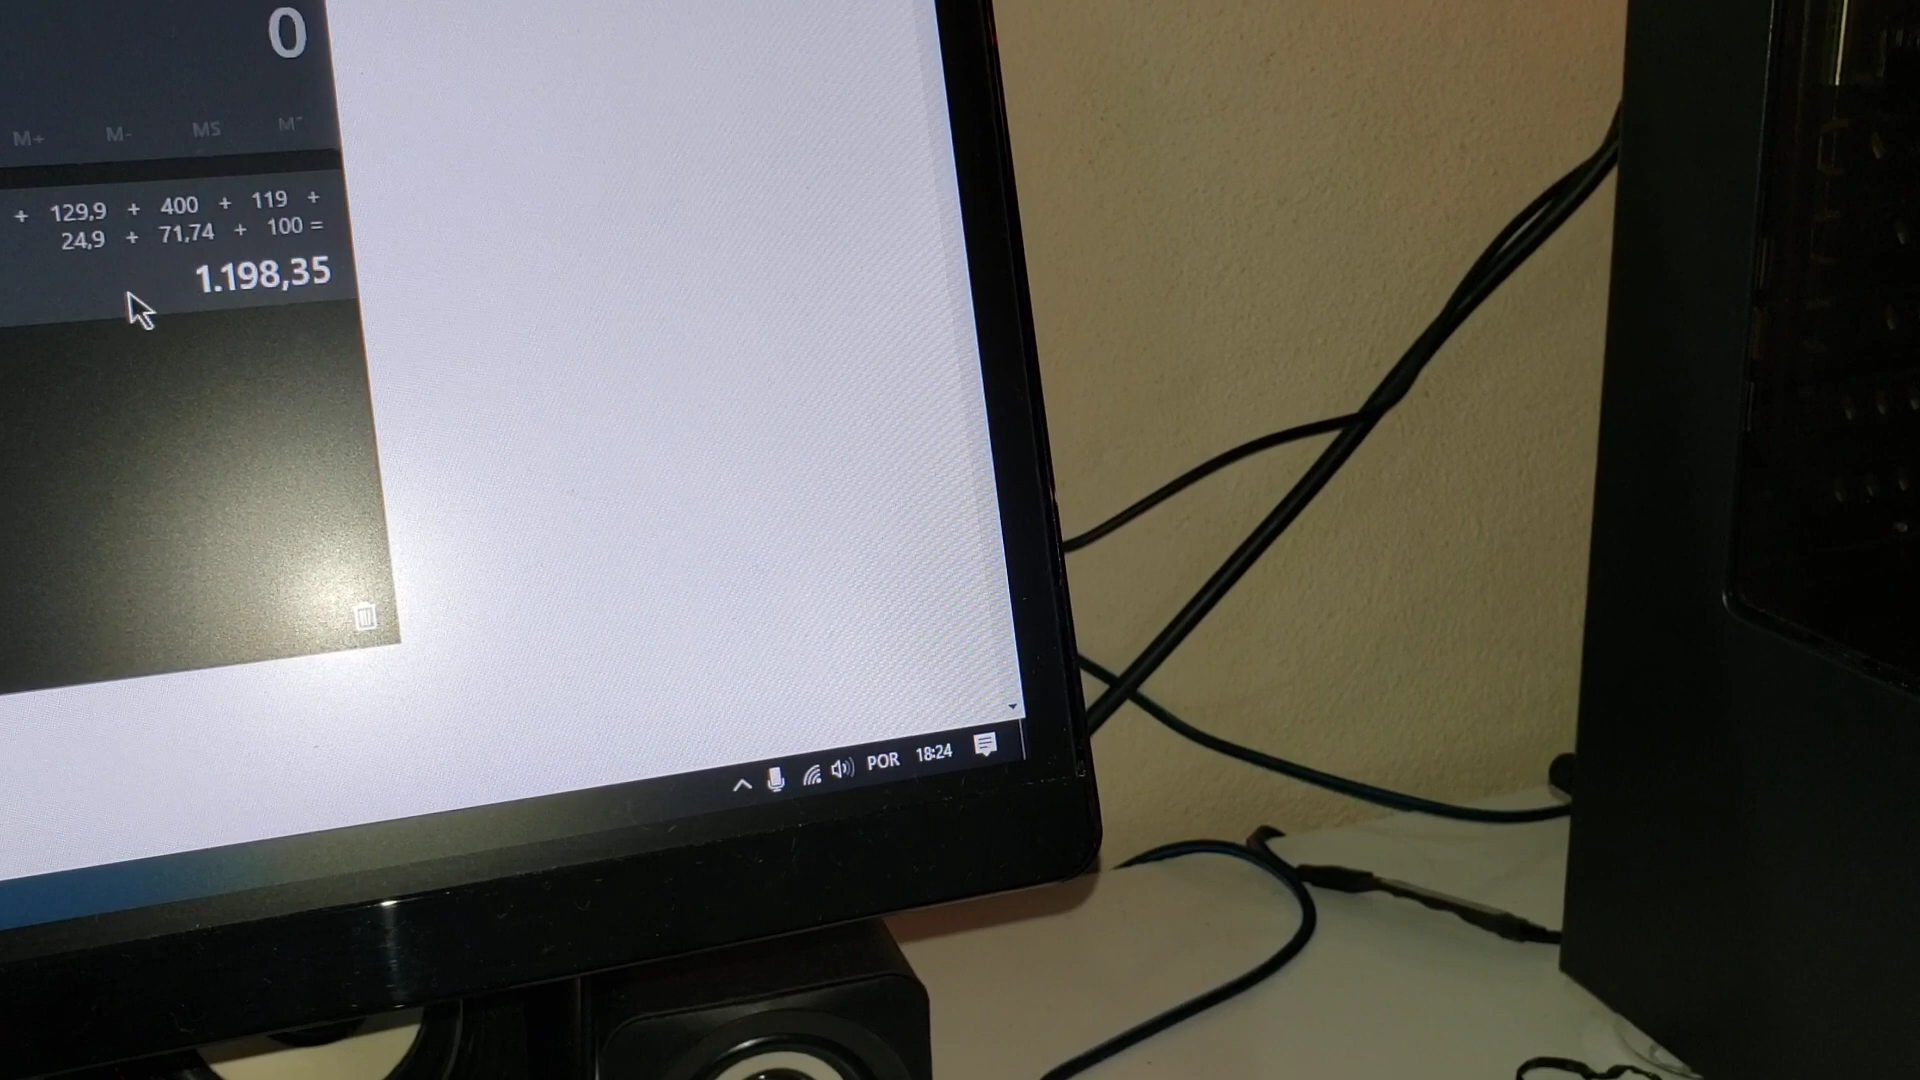 0
M+ M- MS M˅
+ 129,9 + 400 + 119 +
24,9 + 71,74 + 100 =
1.198,35
POR 18:24